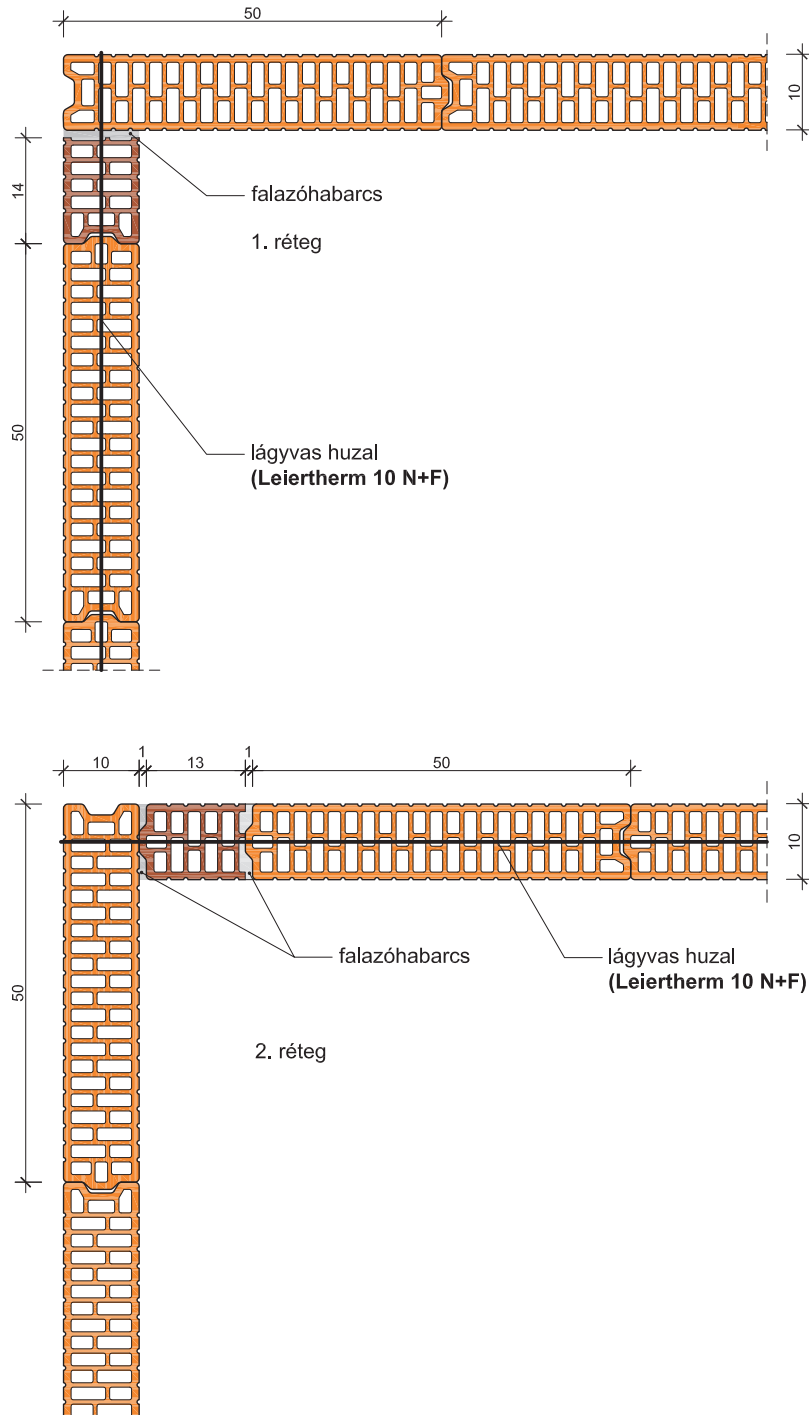 50
10
14
falazóhabarcs
1. réteg
50
lágyvas huzal
(Leiertherm 10 N+F)
10 1 13 1 50
10
falazóhabarcs
lágyvas huzal
(Leiertherm 10 N+F)
50
2. réteg